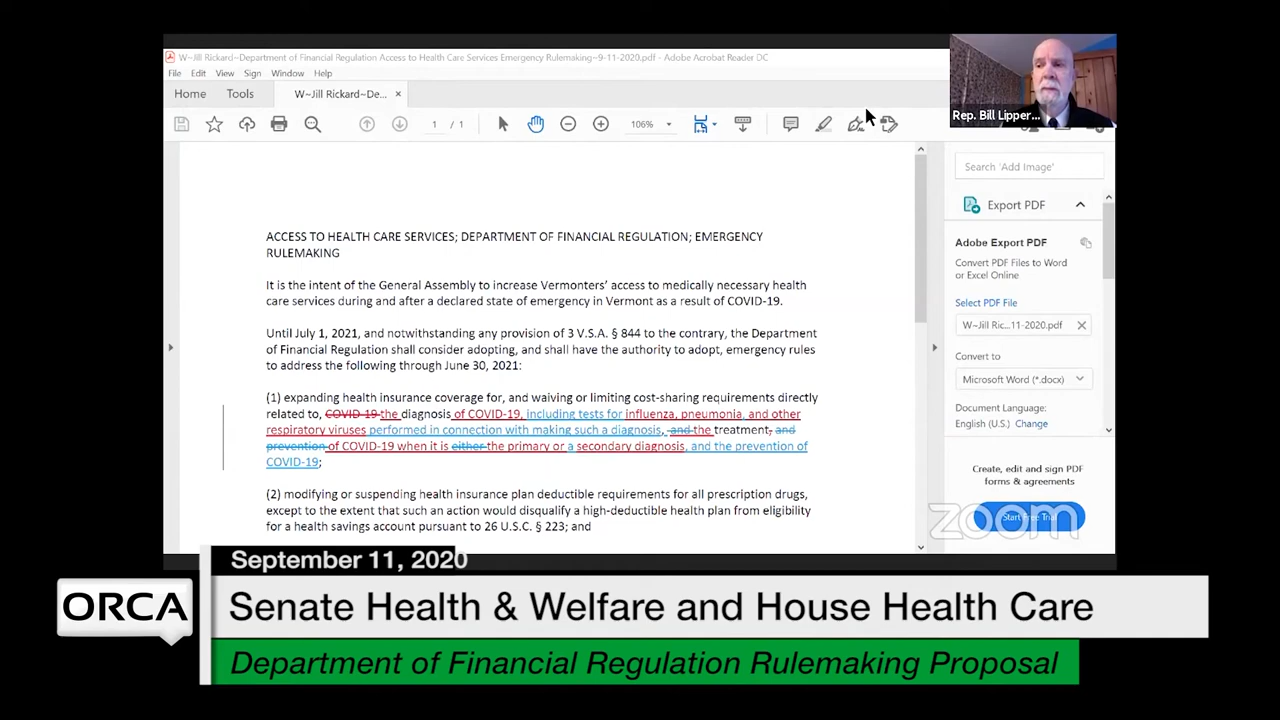 W~Jill Rickard~Department of Financial Regulation Access to Health Care Services Emergency Rulemaking~9-11-2020.pdf - Adobe Acrobat Reader DC
File Edit View Sign Window Help
Home Tools W~Jill Rickard~De... ×
1 / 1 106%
Rep. Bill Lipper...
ACCESS TO HEALTH CARE SERVICES; DEPARTMENT OF FINANCIAL REGULATION; EMERGENCY
RULEMAKING
It is the intent of the General Assembly to increase Vermonters' access to medically necessary health
care services during and after a declared state of emergency in Vermont as a result of COVID-19.
Until July 1, 2021, and notwithstanding any provision of 3 V.S.A. § 844 to the contrary, the Department
of Financial Regulation shall consider adopting, and shall have the authority to adopt, emergency rules
to address the following through June 30, 2021:
(1) expanding health insurance coverage for, and waiving or limiting cost-sharing requirements directly
related to, COVID-19 the diagnosis of COVID-19, including tests for influenza, pneumonia, and other
respiratory viruses performed in connection with making such a diagnosis, and the treatment, and
prevention of COVID-19 when it is either the primary or a secondary diagnosis, and the prevention of
COVID-19;
(2) modifying or suspending health insurance plan deductible requirements for all prescription drugs,
except to the extent that such an action would disqualify a high-deductible health plan from eligibility
for a health savings account pursuant to 26 U.S.C. § 223; and
Search 'Add Image'
Export PDF
Adobe Export PDF
Convert PDF Files to Word
or Excel Online
Select PDF File
W~Jill Ric...11-2020.pdf ×
Convert to
Microsoft Word (*.docx)
Document Language:
English (U.S.) Change
Create, edit and sign PDF
forms & agreements
Start Free Trial
zoom
September 11, 2020
ORCA
Senate Health & Welfare and House Health Care
Department of Financial Regulation Rulemaking Proposal